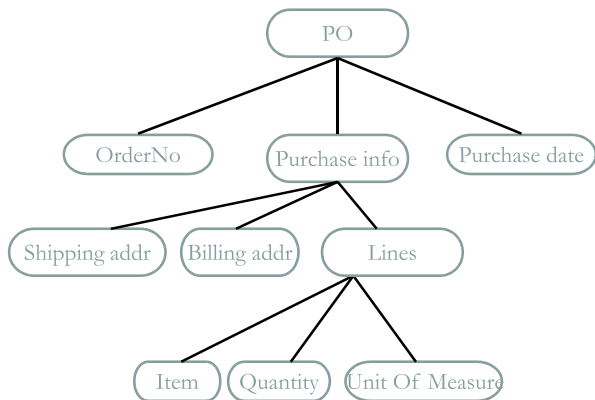 PO
OrderNo
Purchase info
Purchase date
Shipping addr
Billing addr
Lines
Item
Quantity
Unit Of Measure